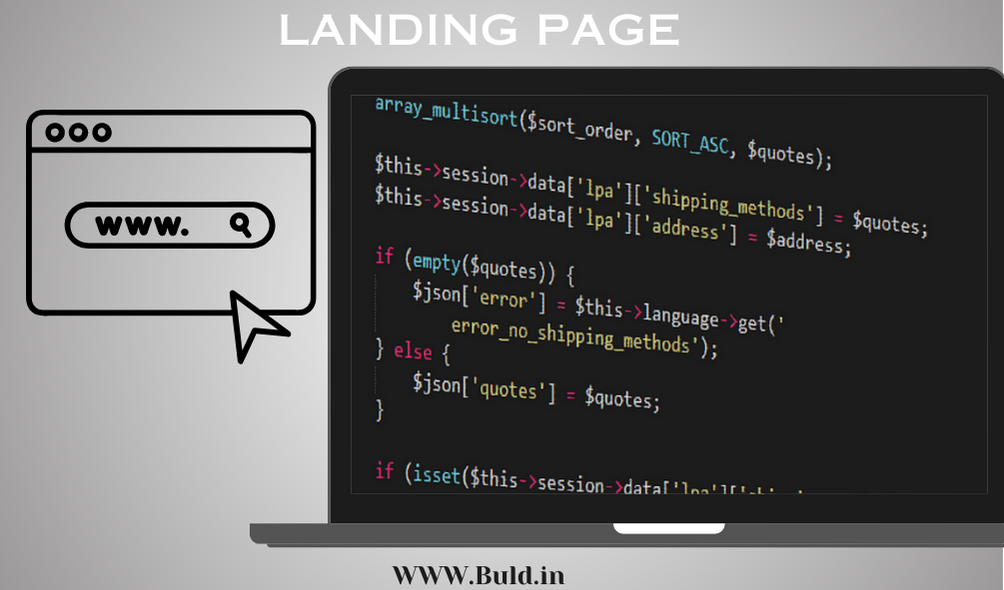 LANDING PAGE
www.
array_multisort($sort_order, SORT_ASC, $quotes);
$this->session->data['lpa']['shipping_methods'] = $quotes;
$this->session->data['lpa']['address'] = $address;
if (empty($quotes)) {
$json['error'] = $this->language->get('
error_no_shipping_methods');
} else {
$json['quotes'] = $quotes;
}
if (isset($this->session->data['lpa']['
WWW.Buld.in